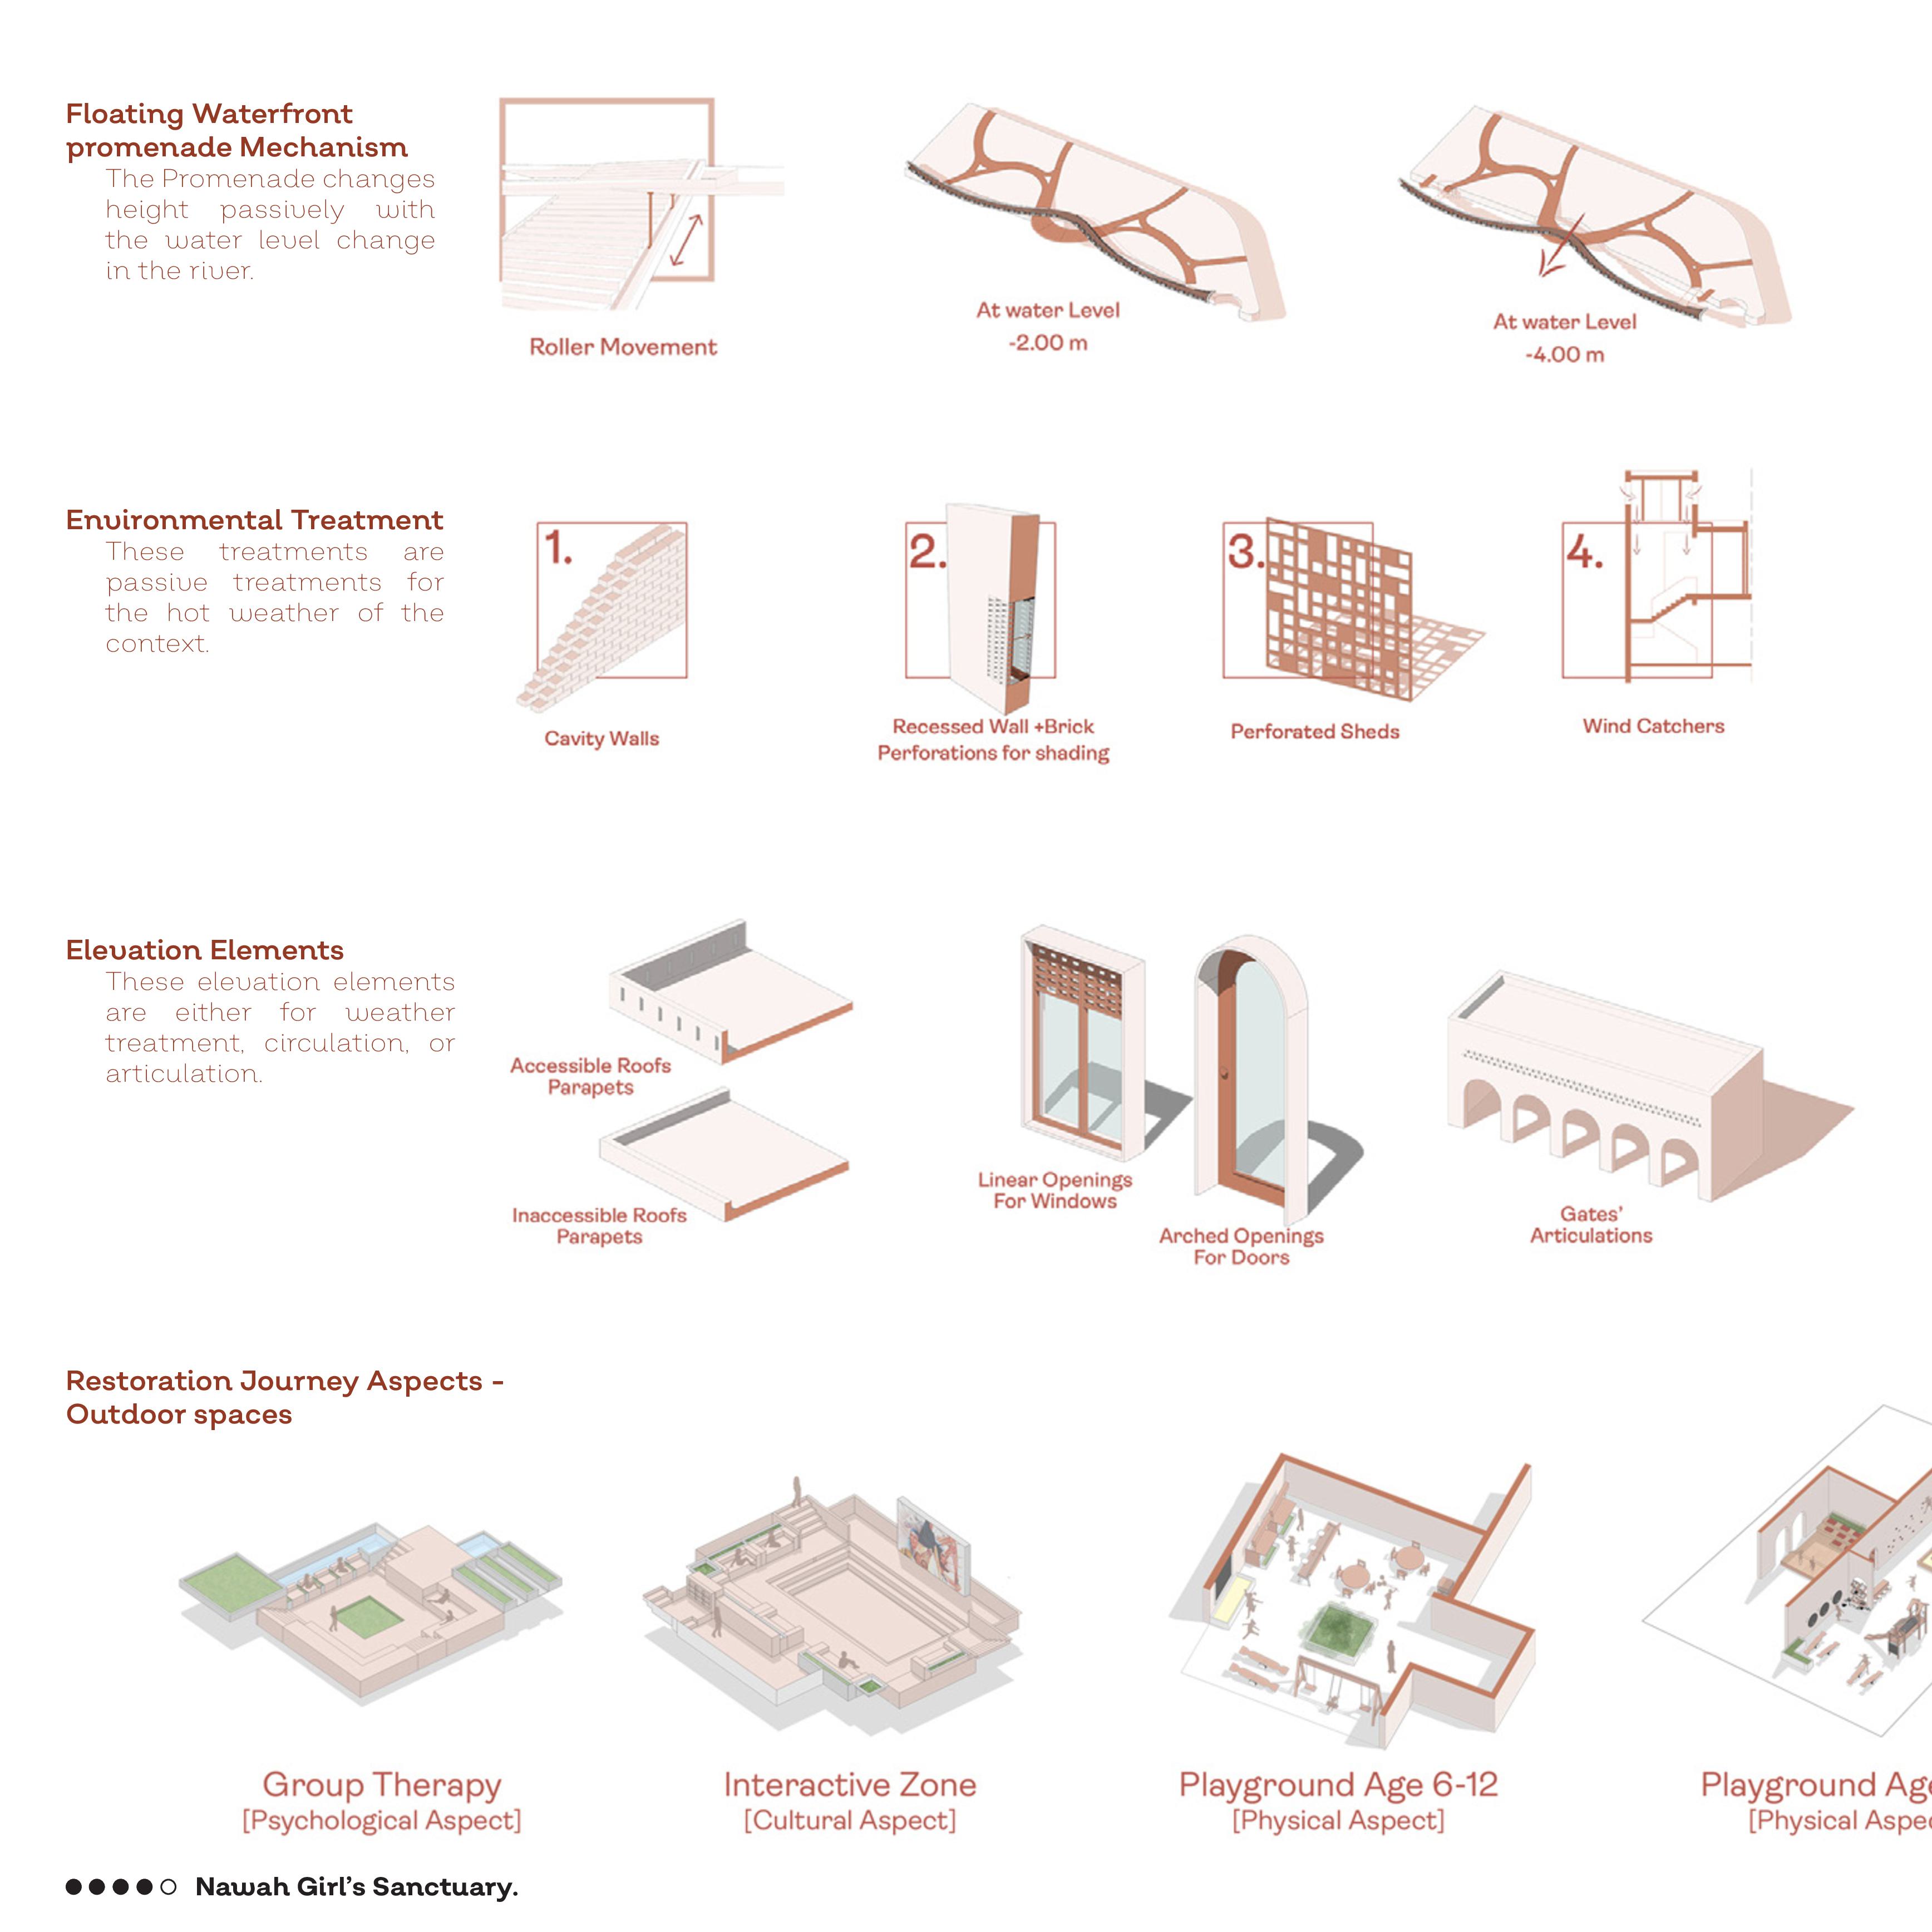 Floating Waterfront
promenade Mechanism
The Promenade changes
height passively with
the water level change
in the river.
Roller Movement
At water Level
-2.00 m
At water Level
-4.00 m
Environmental Treatment
These treatments are
passive treatments for
the hot weather of the
context.
1.
Cavity Walls
2.
Recessed Wall +Brick
Perforations for shading
3.
Perforated Sheds
4.
Wind Catchers
Elevation Elements
These elevation elements
are either for weather
treatment, circulation, or
articulation.
Accessible Roofs
Parapets
Inaccessible Roofs
Parapets
Linear Openings
For Windows
Arched Openings
For Doors
Gates’
Articulations
Restoration Journey Aspects -
Outdoor spaces
Group Therapy
[Psychological Aspect]
Interactive Zone
[Cultural Aspect]
Playground Age 6-12
[Physical Aspect]
Playground Age
[Physical Aspe
Nawah Girl’s Sanctuary.